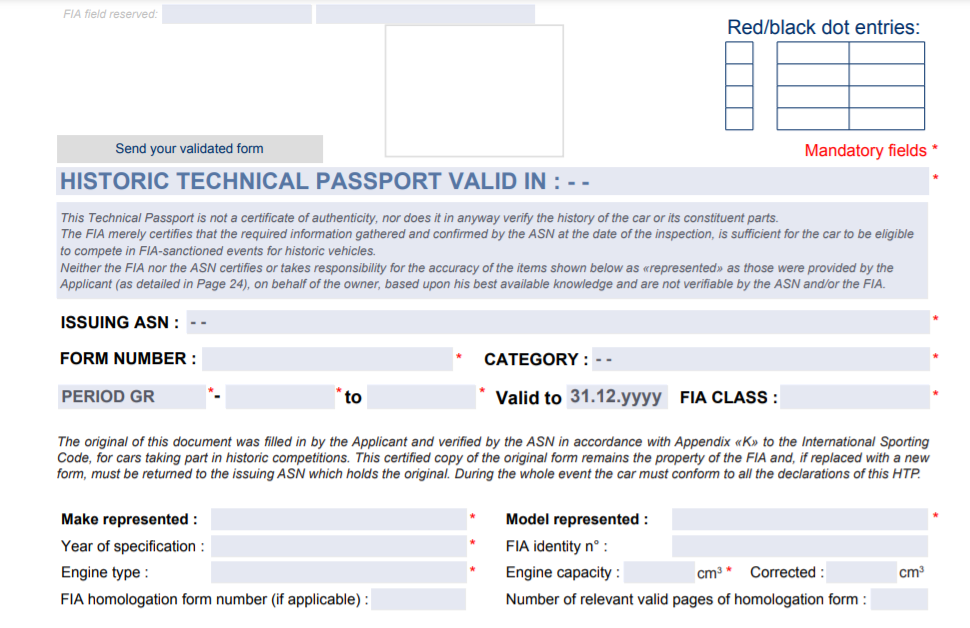 FIA field reserved:
Red/black dot entries:
Send your validated form
Mandatory fields *
HISTORIC TECHNICAL PASSPORT VALID IN : - - *
This Technical Passport is not a certificate of authenticity, nor does it in anyway verify the history of the car or its constituent parts.
The FIA merely certifies that the required information gathered and confirmed by the ASN at the date of the inspection, is sufficient for the car to be eligible
to compete in FIA-sanctioned events for historic vehicles.
Neither the FIA nor the ASN certifies or takes responsibility for the accuracy of the items shown below as «represented» as those were provided by the
Applicant (as detailed in Page 24), on behalf of the owner, based upon his best available knowledge and are not verifiable by the ASN and/or the FIA.
ISSUING ASN : - - *
FORM NUMBER : * CATEGORY : - - *
PERIOD GR *- * to * Valid to 31.12.yyyy FIA CLASS : *
The original of this document was filled in by the Applicant and verified by the ASN in accordance with Appendix «K» to the International Sporting
Code, for cars taking part in historic competitions. This certified copy of the original form remains the property of the FIA and, if replaced with a new
form, must be returned to the issuing ASN which holds the original. During the whole event the car must conform to all the declarations of this HTP.
Make represented : * Model represented : *
Year of specification : * FIA identity n° :
Engine type : * Engine capacity : cm³ * Corrected : cm³
FIA homologation form number (if applicable) : Number of relevant valid pages of homologation form :